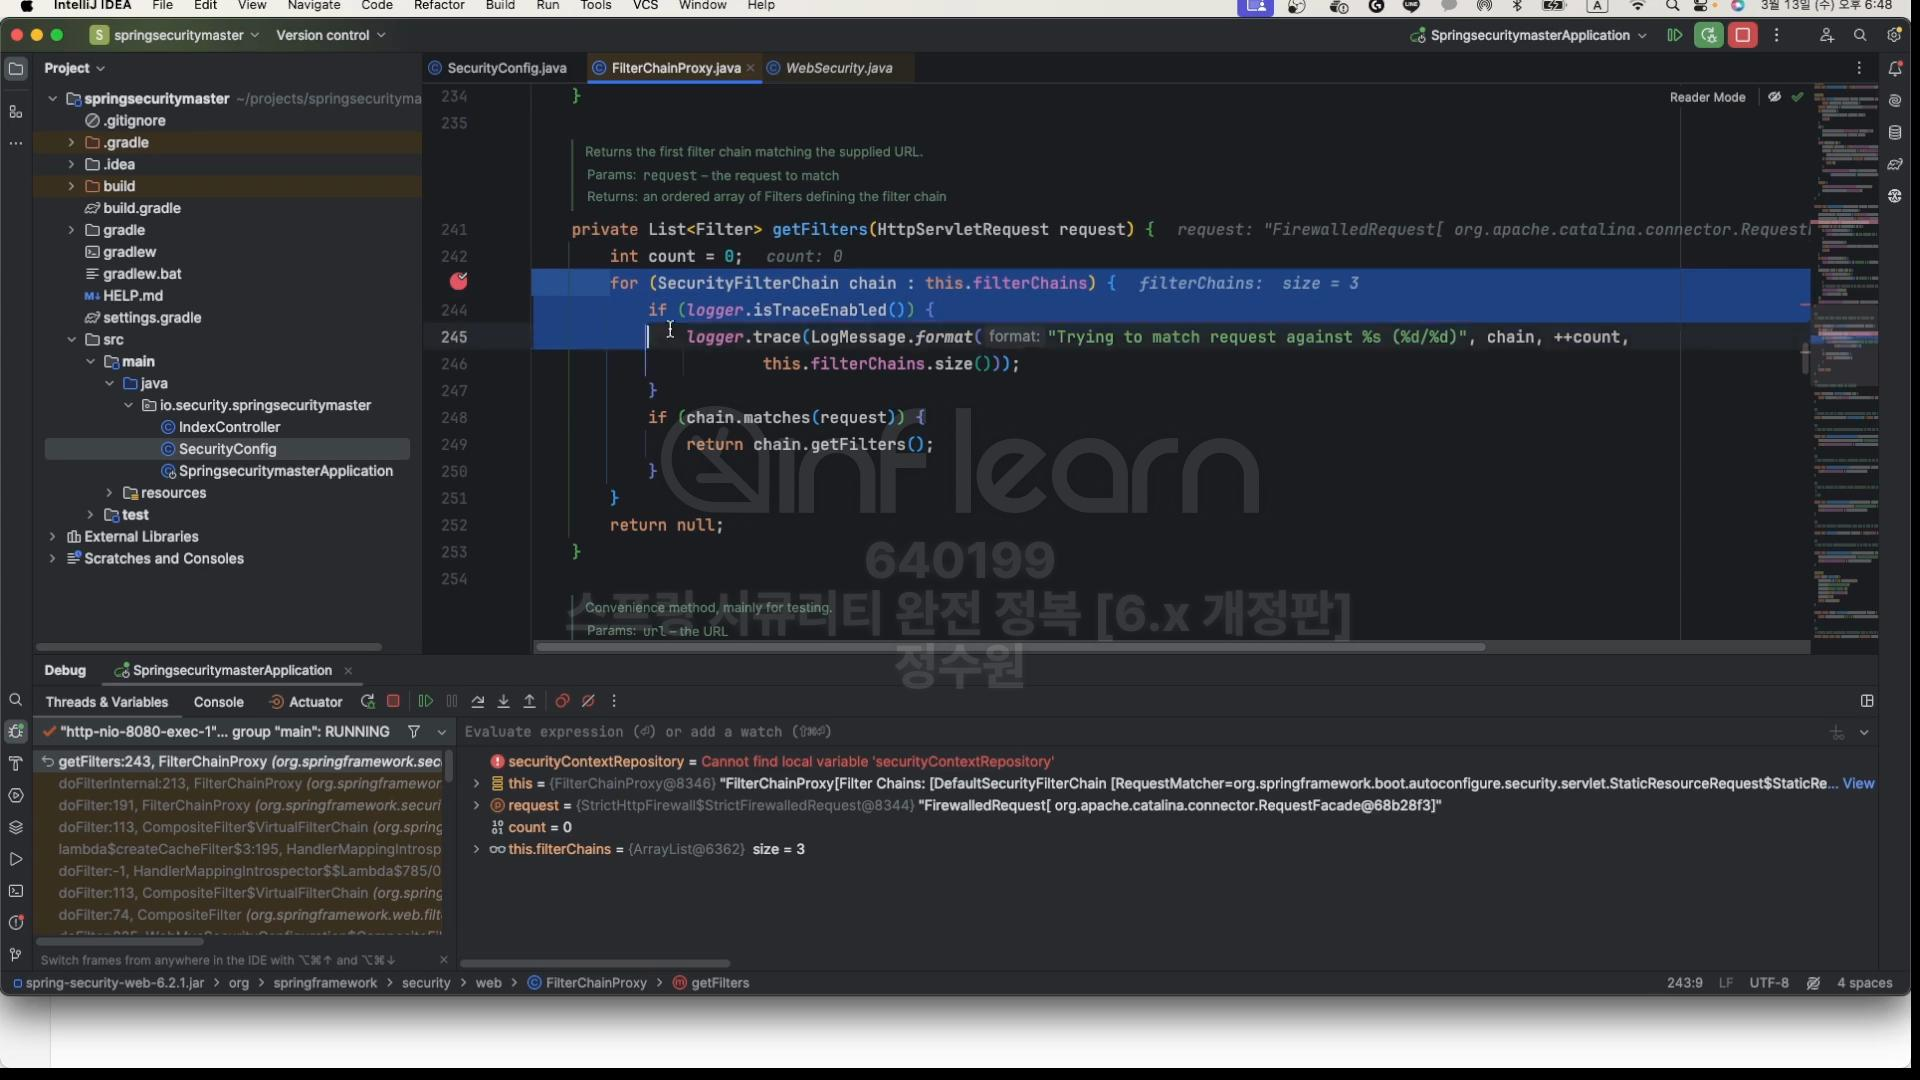 IntelliJ IDEA File Edit View Navigate Code Refactor Build Run Tools VCS Window Help A 3월 13일 (수) 오후 6:48
S springsecuritymaster Version control SpringsecuritymasterApplication
Project
SecurityConfig.java FilterChainProxy.java WebSecurity.java
springsecuritymaster ~/projects/springsecurityma
.gitignore
.gradle
.idea
build
build.gradle
gradle
gradlew
gradlew.bat
M↓ HELP.md
settings.gradle
src
main
java
io.security.springsecuritymaster
IndexController
SecurityConfig
SpringsecuritymasterApplication
resources
test
External Libraries
Scratches and Consoles
Reader Mode
234 }
235
Returns the first filter chain matching the supplied URL.
Params: request – the request to match
Returns: an ordered array of Filters defining the filter chain
241 private List<Filter> getFilters(HttpServletRequest request) { request: "FirewalledRequest[ org.apache.catalina.connector.Request
242 int count = 0; count: 0
for (SecurityFilterChain chain : this.filterChains) { filterChains: size = 3
244 if (logger.isTraceEnabled()) {
245 logger.trace(LogMessage.format( format: "Trying to match request against %s (%d/%d)", chain, ++count,
246 this.filterChains.size()));
247 }
248 if (chain.matches(request)) {
249 return chain.getFilters();
250 }
251 }
252 return null;
253 }
254
Convenience method, mainly for testing.
Params: url – the URL
inflearn
640199
스프링 시큐리티 완전 정복 [6.x 개정판]
정수원
Debug SpringsecuritymasterApplication
Threads & Variables Console Actuator
"http-nio-8080-exec-1"... group "main": RUNNING
getFilters:243, FilterChainProxy (org.springframework.sec
doFilterInternal:213, FilterChainProxy (org.springframewor
doFilter:191, FilterChainProxy (org.springframework.securi
doFilter:113, CompositeFilter$VirtualFilterChain (org.spring
lambda$createCacheFilter$3:195, HandlerMappingIntrosp
doFilter:-1, HandlerMappingIntrospector$$Lambda$785/0
doFilter:113, CompositeFilter$VirtualFilterChain (org.spring
doFilter:74, CompositeFilter (org.springframework.web.filt
Switch frames from anywhere in the IDE with ⌥⌘↑ and ⌥⌘↓
Evaluate expression (⏎) or add a watch (⇧⌘⏎)
securityContextRepository = Cannot find local variable 'securityContextRepository'
this = {FilterChainProxy@8346} "FilterChainProxy[Filter Chains: [DefaultSecurityFilterChain [RequestMatcher=org.springframework.boot.autoconfigure.security.servlet.StaticResourceRequest$StaticRe... View
request = {StrictHttpFirewall$StrictFirewalledRequest@8344} "FirewalledRequest[ org.apache.catalina.connector.RequestFacade@68b28f3]"
count = 0
this.filterChains = {ArrayList@6362} size = 3
spring-security-web-6.2.1.jar > org > springframework > security > web > FilterChainProxy > getFilters
243:9 LF UTF-8 4 spaces